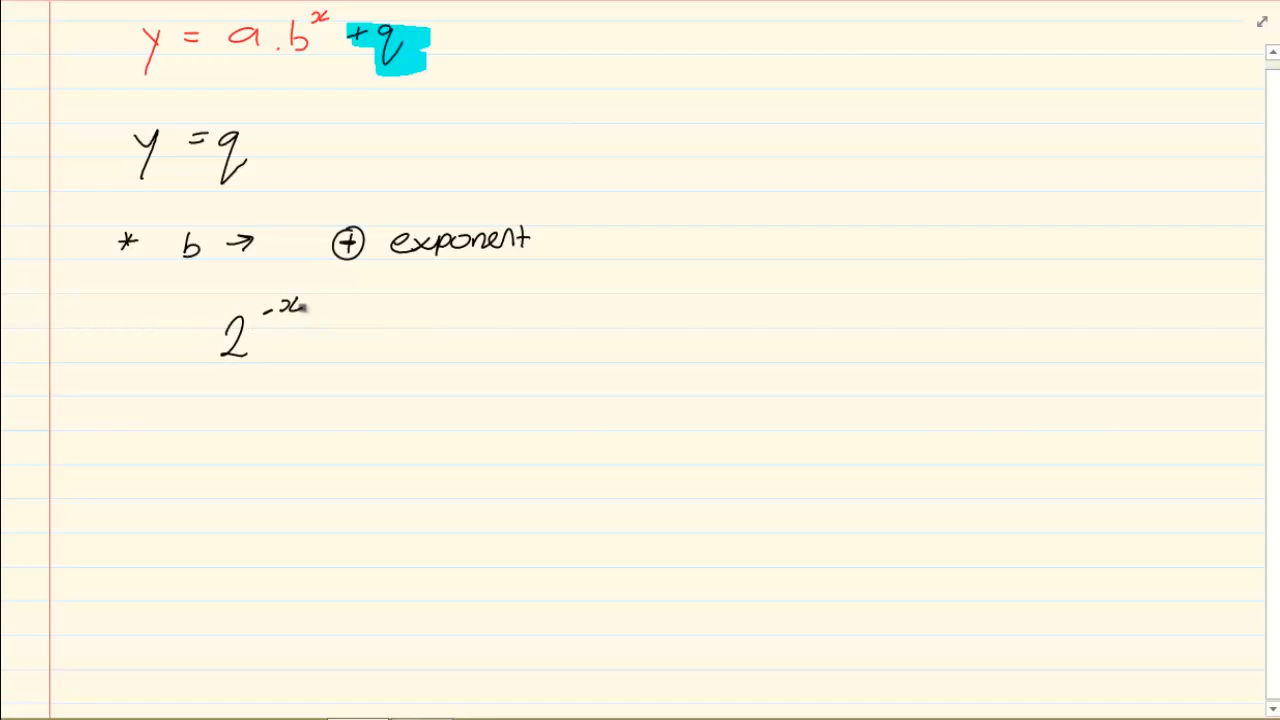 y = a.b^x + q
y = q
* b → ⊕ exponent
2^-x